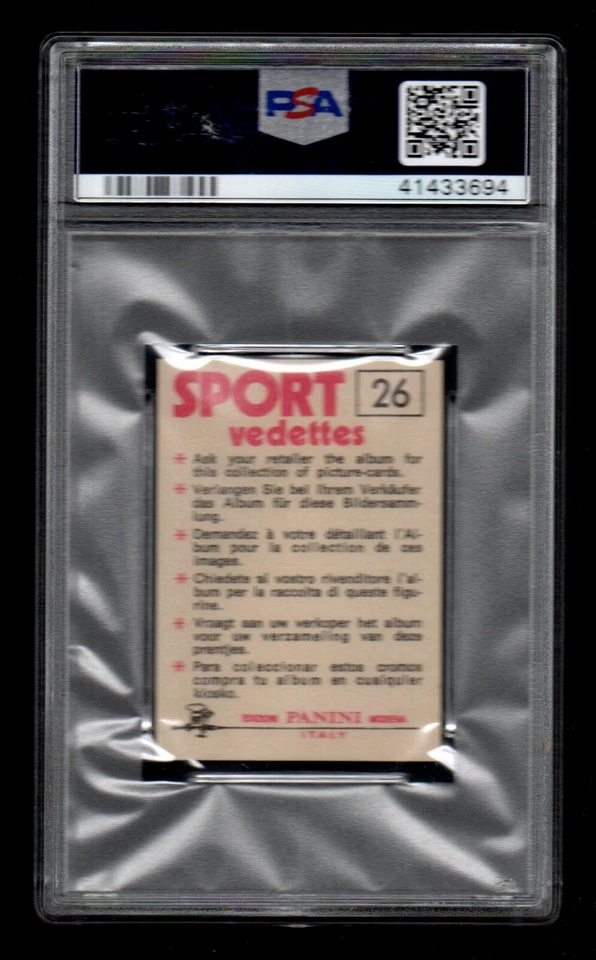 PSA
41433694
SPORT 26
vedettes
* Ask your retailer the album for
this collection of picture-cards.
* Verlangen Sie bei Ihrem Verkäufer
das Album für diese Bildersamm-
lung.
* Demandez à votre détaillant l'Al-
bum pour la collection de ces
images.
* Chiedete al vostro rivenditore l'al-
bum per la raccolta di queste figu-
rine.
* Vraagt aan uw verkoper het album
voor uw verzameling van deze
prentjes.
* Para coleccionar estos cromos
compra tu album en cualquier
kiosko.
EDIZIONI PANINI MODENA
ITALY